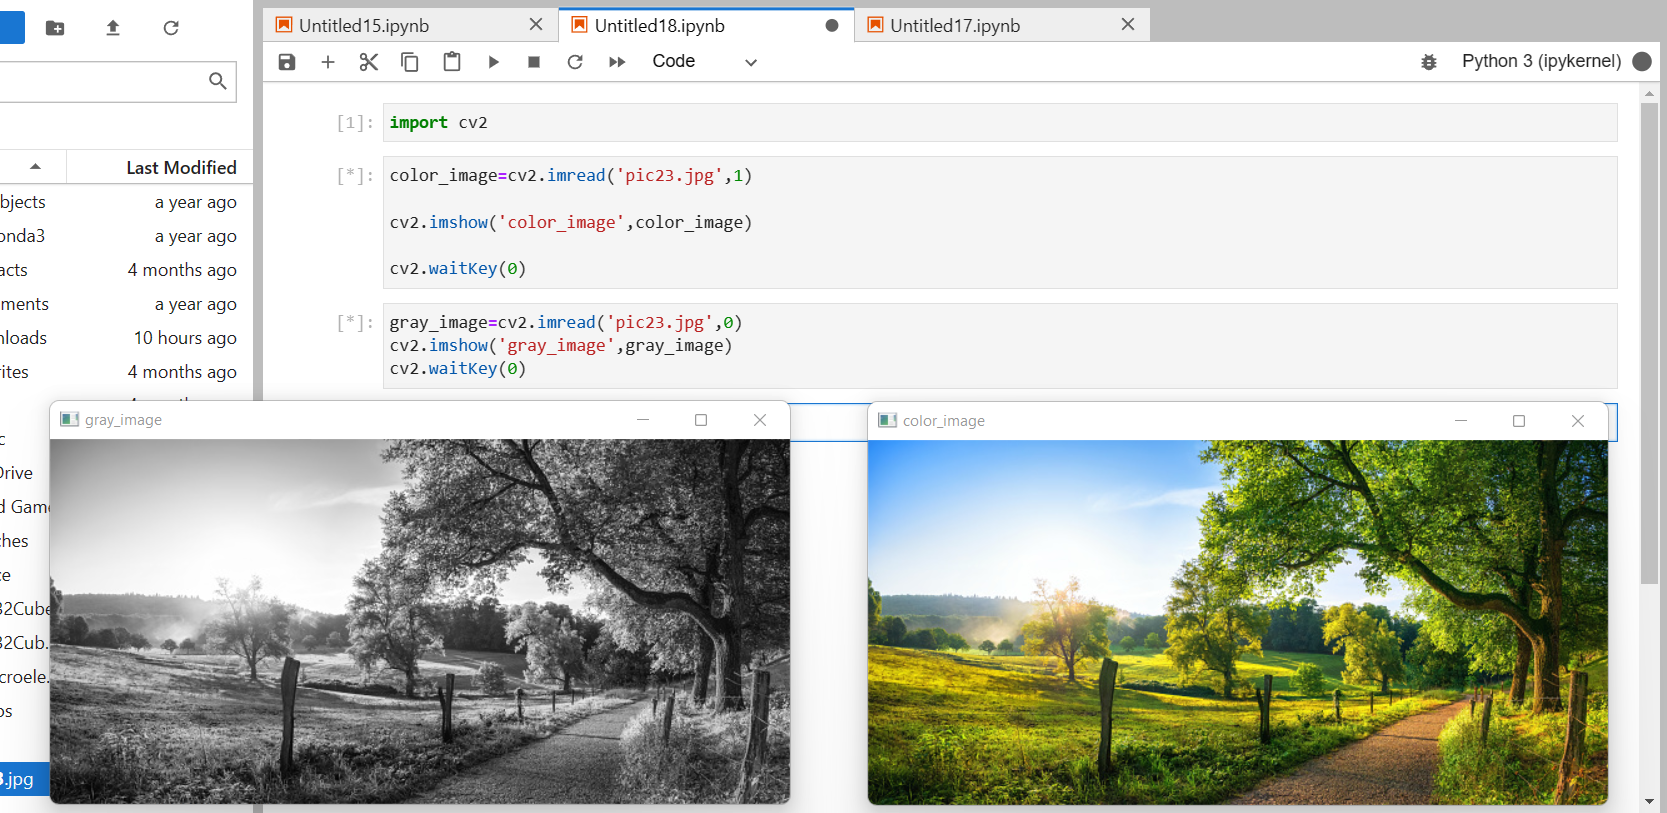 Untitled15.ipynb
Untitled18.ipynb
Untitled17.ipynb
Code
Python 3 (ipykernel)
Last Modified
bjects a year ago
onda3 a year ago
acts 4 months ago
ments a year ago
nloads 10 hours ago
rites 4 months ago
c
Drive
d Gam
ches
ce
32Cube
32Cub.
croele.
os
.jpg
[1]: import cv2
[*]: color_image=cv2.imread('pic23.jpg',1)
cv2.imshow('color_image',color_image)
cv2.waitKey(0)
[*]: gray_image=cv2.imread('pic23.jpg',0)
cv2.imshow('gray_image',gray_image)
cv2.waitKey(0)
gray_image
color_image